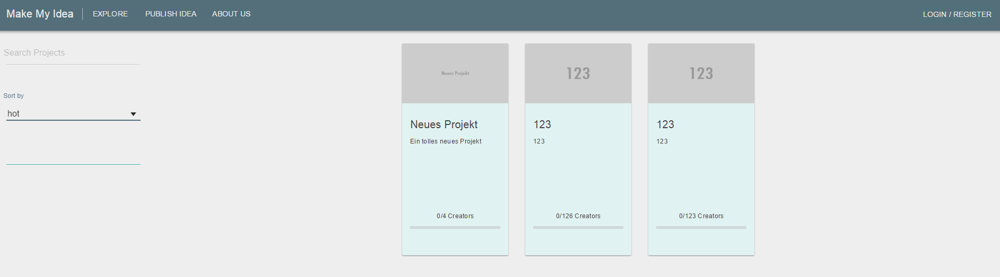 Make My Idea EXPLORE PUBLISH IDEA ABOUT US LOGIN / REGISTER
Search Projects
Sort by
hot
Neues Projekt
Neues Projekt
Ein tolles neues Projekt
0/4 Creators
123
123
123
0/126 Creators
123
123
123
0/123 Creators